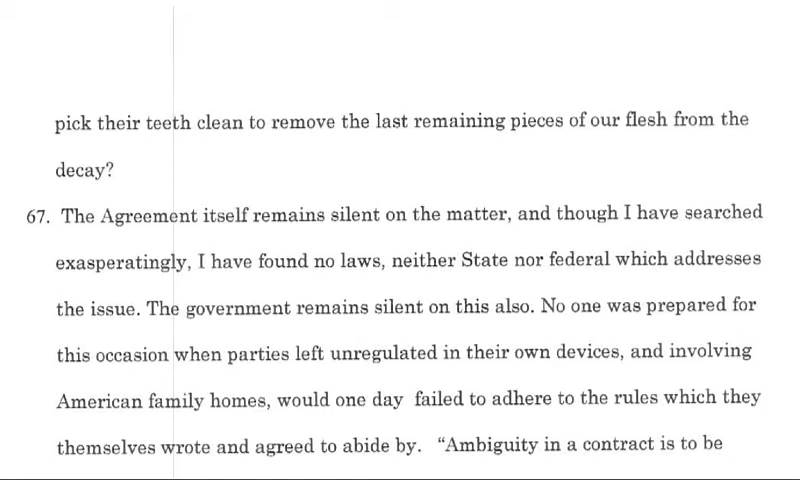 pick their teeth clean to remove the last remaining pieces of our flesh from the
decay?
67. The Agreement itself remains silent on the matter, and though I have searched
exasperatingly, I have found no laws, neither State nor federal which addresses
the issue. The government remains silent on this also. No one was prepared for
this occasion when parties left unregulated in their own devices, and involving
American family homes, would one day failed to adhere to the rules which they
themselves wrote and agreed to abide by. “Ambiguity in a contract is to be